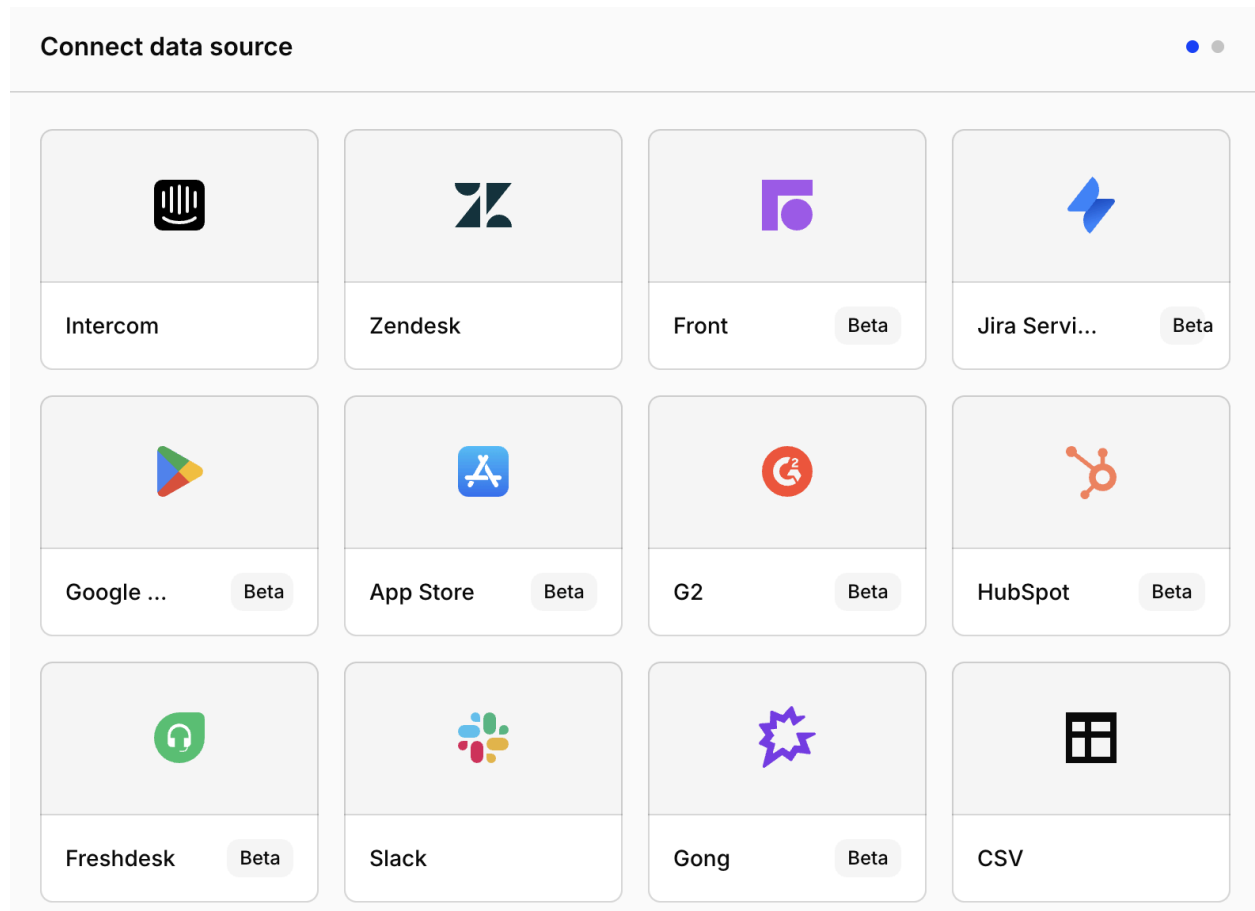 Connect data source
Intercom
Zendesk
Front
Beta
Jira Servi...
Beta
Google ...
Beta
App Store
Beta
G2
Beta
HubSpot
Beta
Freshdesk
Beta
Slack
Gong
Beta
CSV